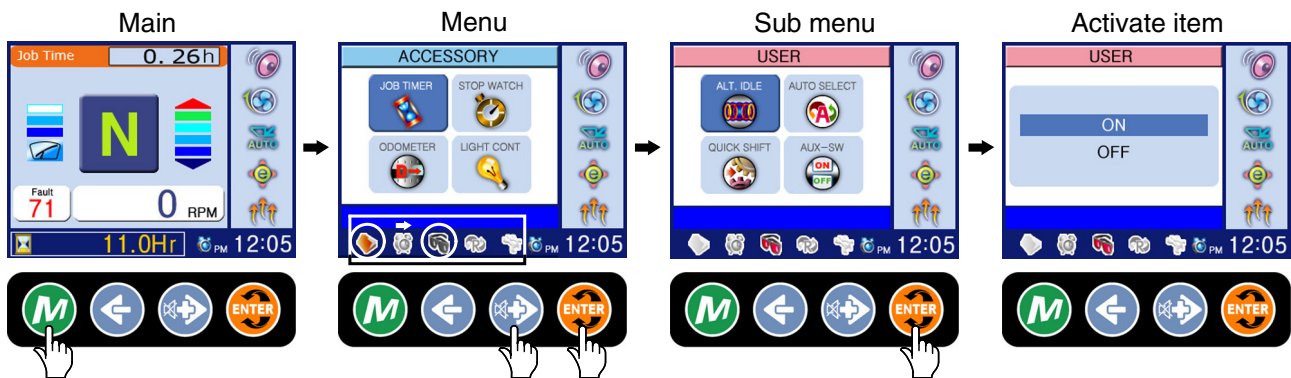 Main
Job Time 0.26h
N
Fault
71
0 RPM
11.0Hr PM 12:05
AUTO
e
M
ENTER
Menu
ACCESSORY
JOB TIMER STOP WATCH
ODOMETER LIGHT CONT
D
AUTO
e
PM 12:05
M
ENTER
Sub menu
USER
ALT. IDLE AUTO SELECT
A
QUICK SHIFT AUX-SW
ON
OFF
AUTO
e
PM 12:05
M
ENTER
Activate item
USER
ON
OFF
AUTO
e
PM 12:05
M
ENTER